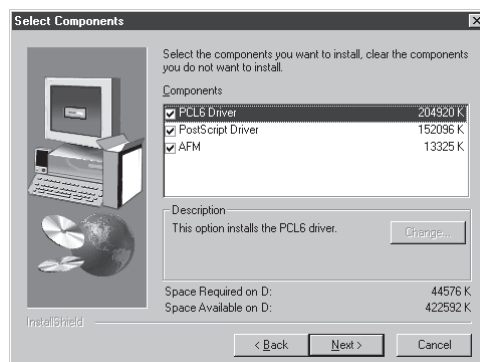 Select Components
Select the components you want to install, clear the components
you do not want to install.
Components
PCL6 Driver 204920 K
PostScript Driver 152096 K
AFM 13325 K
Description
This option installs the PCL6 driver.
Change...
Space Required on D: 44576 K
Space Available on D: 422592 K
InstallShield
< Back Next > Cancel